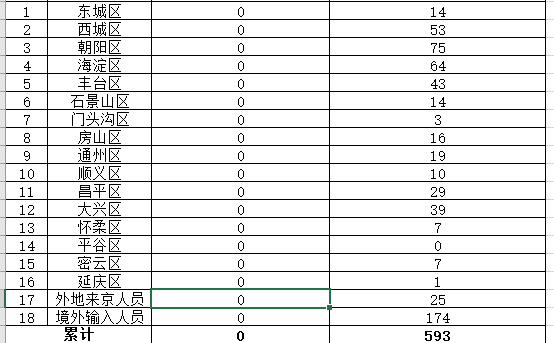 1 东城区 0 14
2 西城区 0 53
3 朝阳区 0 75
4 海淀区 0 64
5 丰台区 0 43
6 石景山区 0 14
7 门头沟区 0 3
8 房山区 0 16
9 通州区 0 19
10 顺义区 0 10
11 昌平区 0 29
12 大兴区 0 39
13 怀柔区 0 7
14 平谷区 0 0
15 密云区 0 7
16 延庆区 0 1
17 外地来京人员 0 25
18 境外输入人员 0 174
累计 0 593